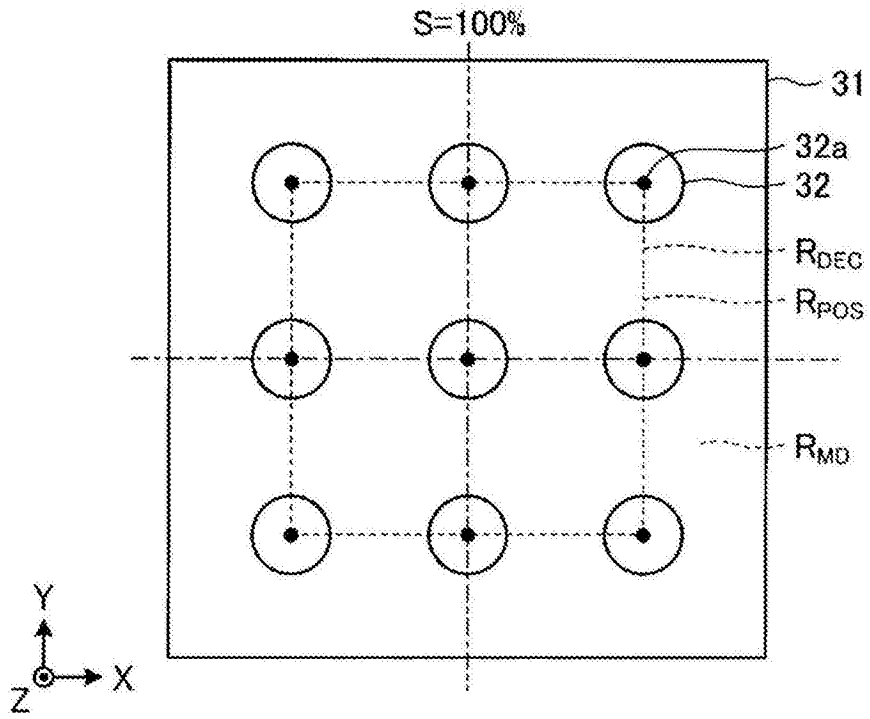 S=100%
31
32a
32
R_DEC
R_POS
R_MD
Y
Z
X